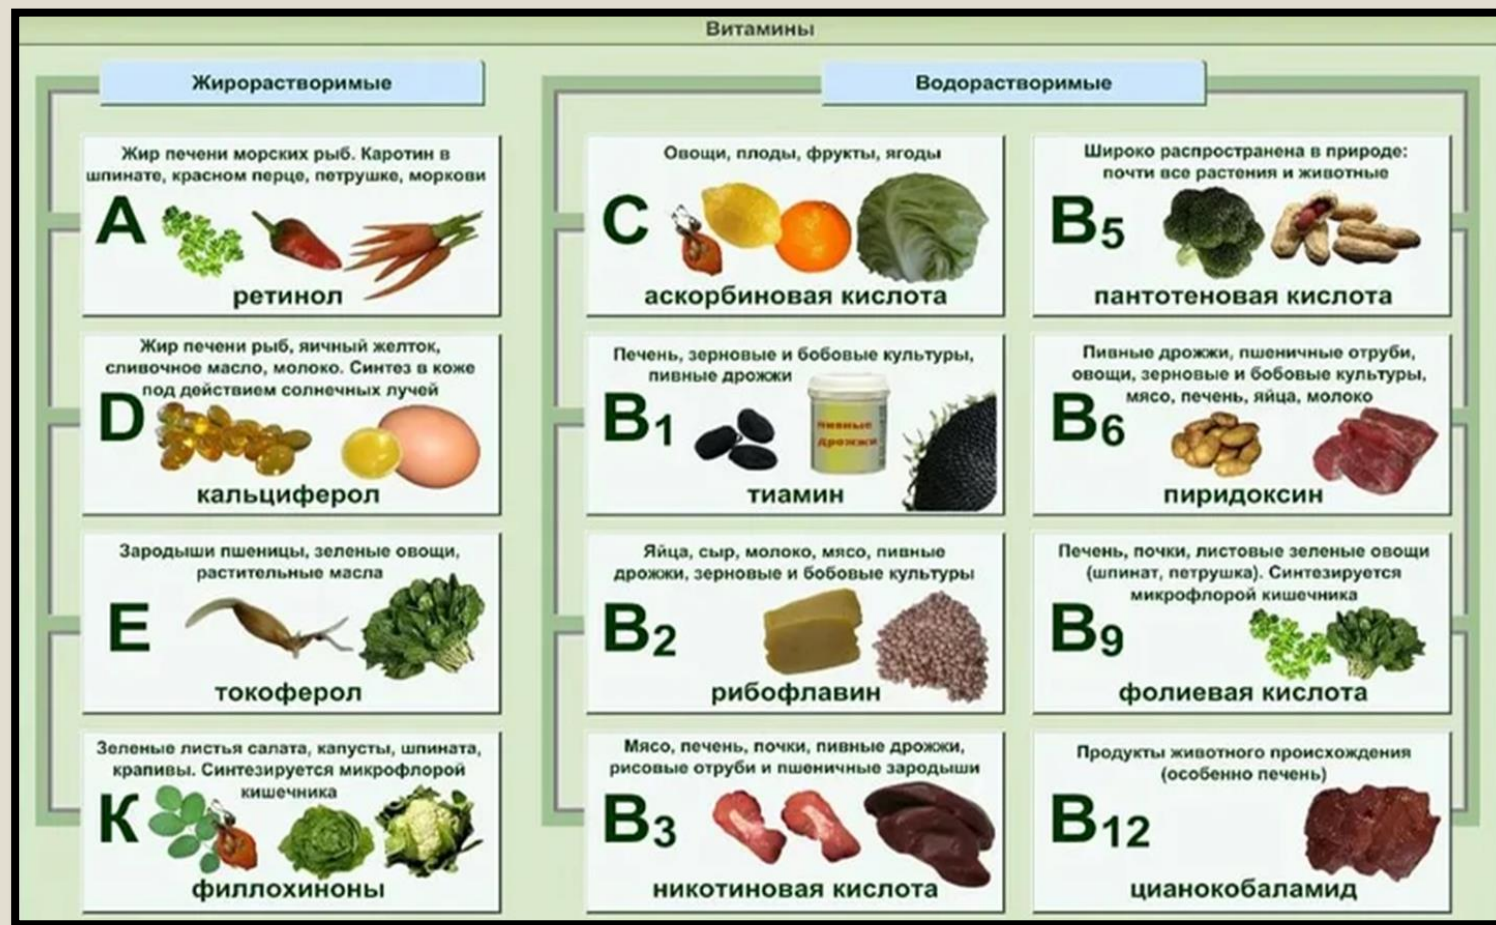 Витамины
Жирорастворимые
Жир печени морских рыб. Каротин в
шпинате, красном перце, петрушке, моркови
A
ретинол
Жир печени рыб, яичный желток,
сливочное масло, молоко. Синтез в коже
под действием солнечных лучей
D
кальциферол
Зародыши пшеницы, зеленые овощи,
растительные масла
E
токоферол
Зеленые листья салата, капусты, шпината,
крапивы. Синтезируется микрофлорой
кишечника
К
филлохиноны
Водорастворимые
Овощи, плоды, фрукты, ягоды
C
аскорбиновая кислота
Печень, зерновые и бобовые культуры,
пивные дрожжи
B1
пивные
дрожжи
тиамин
Яйца, сыр, молоко, мясо, пивные
дрожжи, зерновые и бобовые культуры
B2
рибофлавин
Мясо, печень, почки, пивные дрожжи,
рисовые отруби и пшеничные зародыши
B3
никотиновая кислота
Широко распространена в природе:
почти все растения и животные
B5
пантотеновая кислота
Пивные дрожжи, пшеничные отруби,
овощи, зерновые и бобовые культуры,
мясо, печень, яйца, молоко
B6
пиридоксин
Печень, почки, листовые зеленые овощи
(шпинат, петрушка). Синтезируется
микрофлорой кишечника
B9
фолиевая кислота
Продукты животного происхождения
(особенно печень)
B12
цианокобаламид